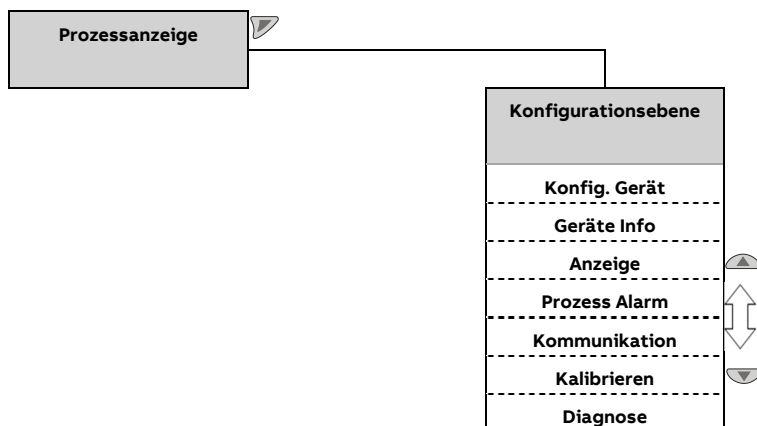 Prozessanzeige
Konfigurationsebene
Konfig. Gerät
Geräte Info
Anzeige
Prozess Alarm
Kommunikation
Kalibrieren
Diagnose